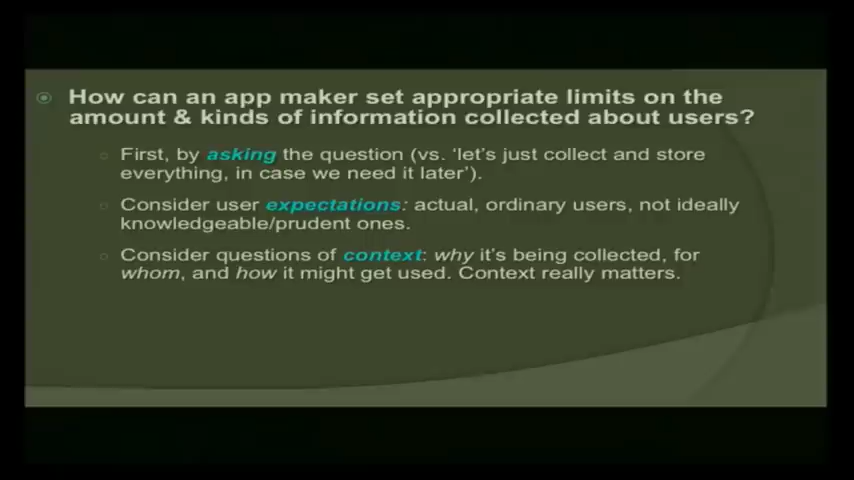 How can an app maker set appropriate limits on the
amount & kinds of information collected about users?
First, by asking the question (vs. 'let's just collect and store
everything, in case we need it later').
Consider user expectations: actual, ordinary users, not ideally
knowledgeable/prudent ones.
Consider questions of context: why it's being collected, for
whom, and how it might get used. Context really matters.